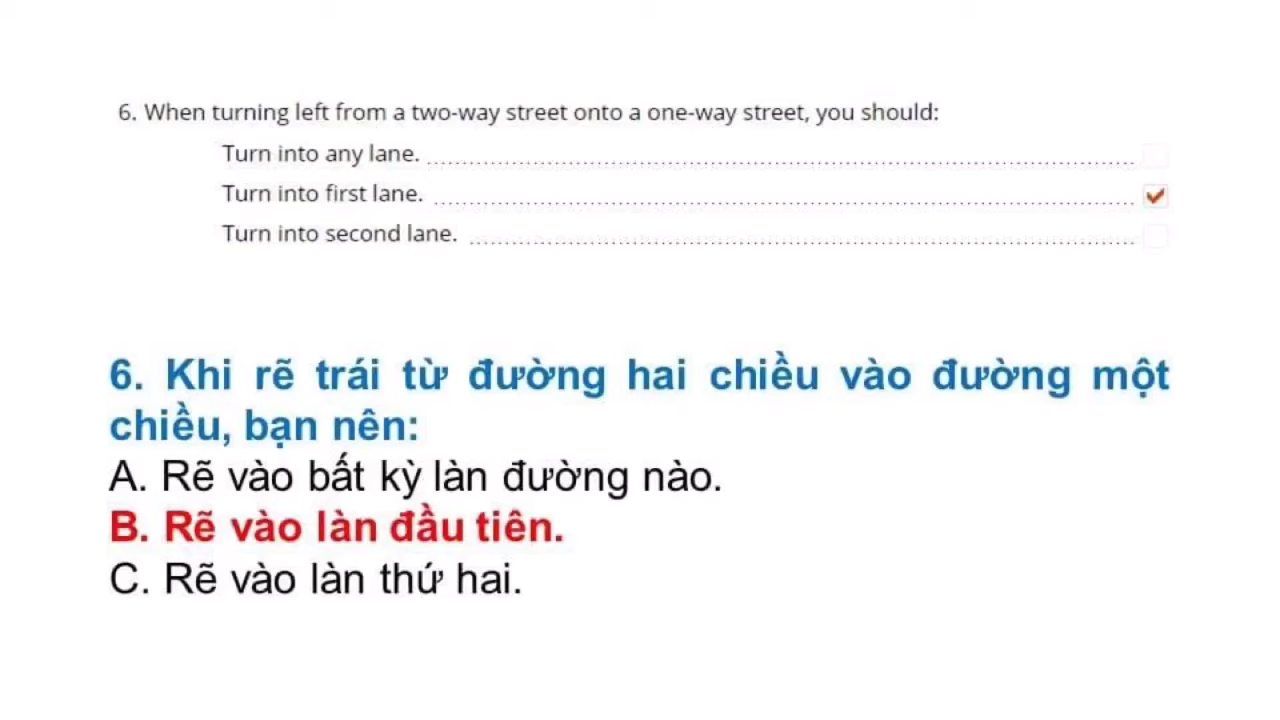 6. When turning left from a two-way street onto a one-way street, you should:
Turn into any lane. ........................................................................................................
Turn into first lane. ........................................................................................................
Turn into second lane. ........................................................................................................
6. Khi rẽ trái từ đường hai chiều vào đường một
chiều, bạn nên:
A. Rẽ vào bất kỳ làn đường nào.
B. Rẽ vào làn đầu tiên.
C. Rẽ vào làn thứ hai.